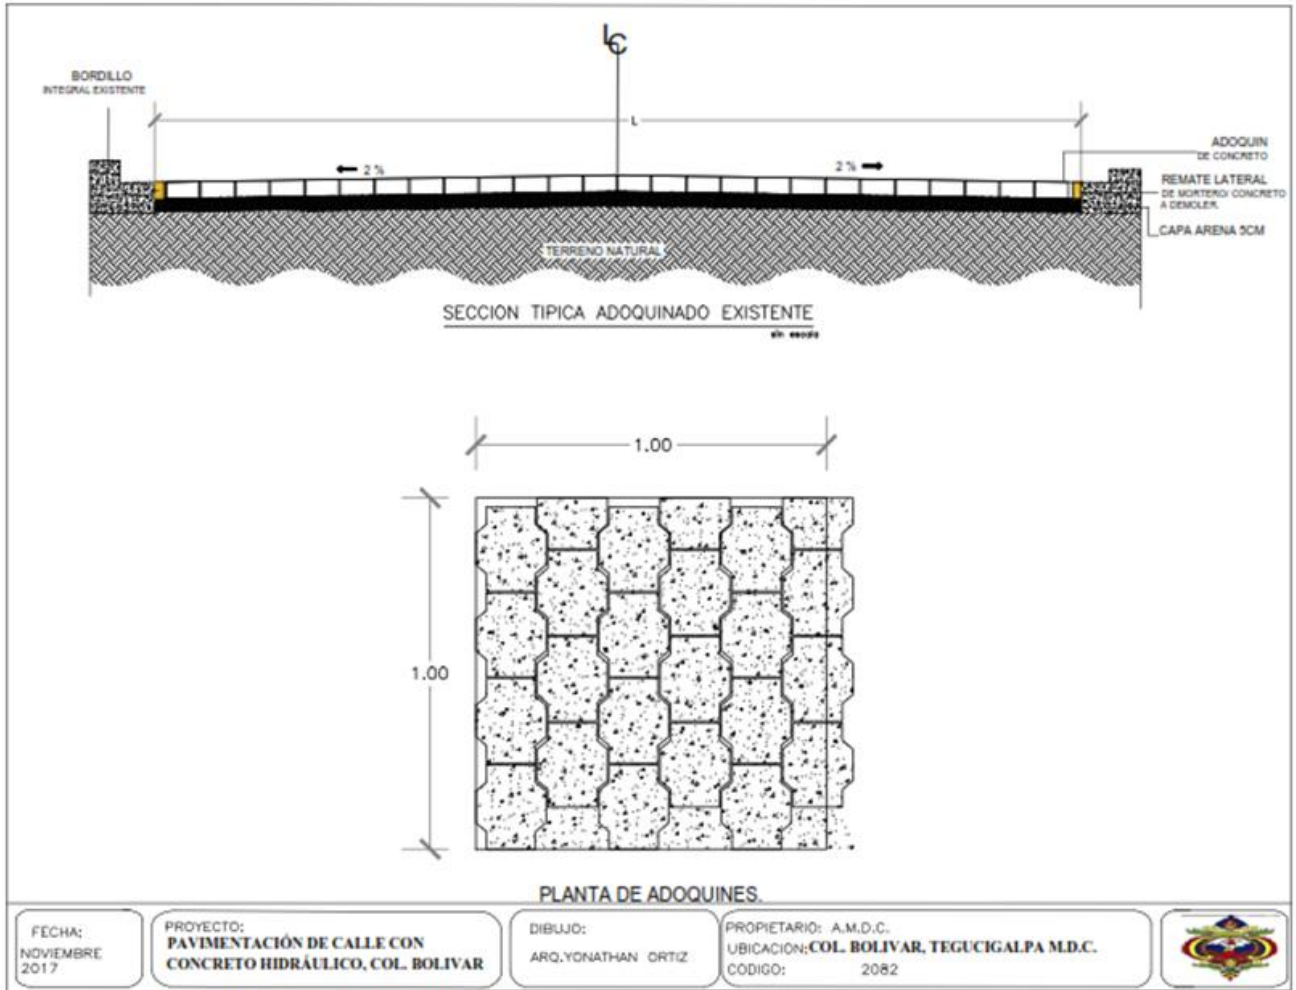 ℄
BORDILLO
INTEGRAL EXISTENTE
L
2 %
2 %
ADOQUIN
DE CONCRETO
REMATE LATERAL
DE MORTERO/ CONCRETO
A DEMOLER.
CAPA ARENA 5CM
TERRENO NATURAL
SECCION TIPICA ADOQUINADO EXISTENTE
sin escala
1.00
1.00
PLANTA DE ADOQUINES.
FECHA:
NOVIEMBRE
2017
PROYECTO:
PAVIMENTACIÓN DE CALLE CON
CONCRETO HIDRÁULICO, COL. BOLIVAR
DIBUJO:
ARQ.YONATHAN ORTIZ
PROPIETARIO: A.M.D.C.
UBICACION: COL. BOLIVAR, TEGUCIGALPA M.D.C.
CODIGO: 2082